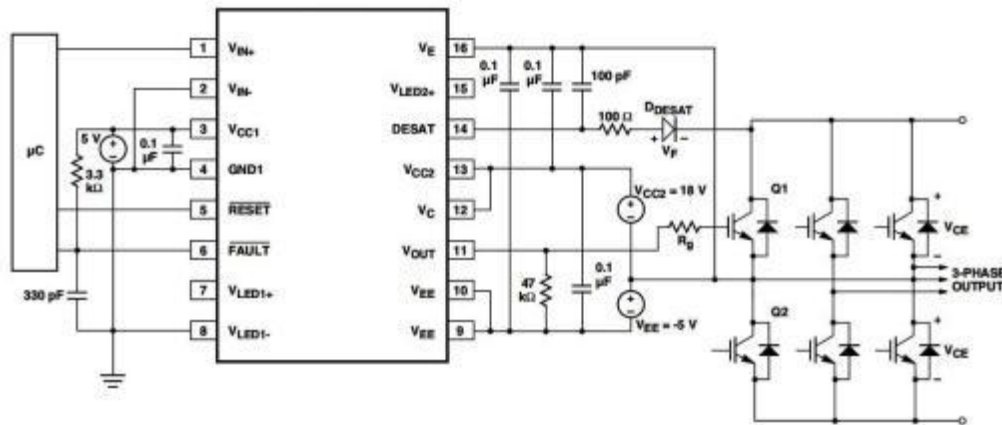 µC
1 VIN+
2 VIN-
3 VCC1
4 GND1
5 RESET
6 FAULT
7 VLED1+
8 VLED1-
VE 16
VLED2+ 15
DESAT 14
VCC2 13
VC 12
VOUT 11
VEE 10
VEE 9
5 V
+
-
0.1
µF
3.3
kΩ
330 pF
0.1
µF
0.1
µF
100 pF
100 Ω
DDESAT
+ -
VF
VCC2 = 18 V
+
-
Rg
47
kΩ
0.1
µF
+
-
VEE = -5 V
Q1
Q2
+
VCE
-
3-PHASE
OUTPUT
+
VCE
-